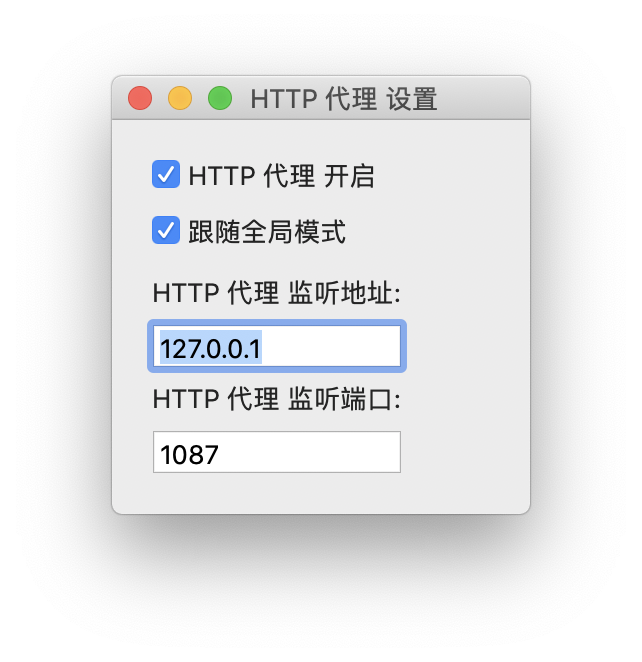 HTTP 代理 设置
HTTP 代理 开启
跟随全局模式
HTTP 代理 监听地址:
127.0.0.1
HTTP 代理 监听端口:
1087